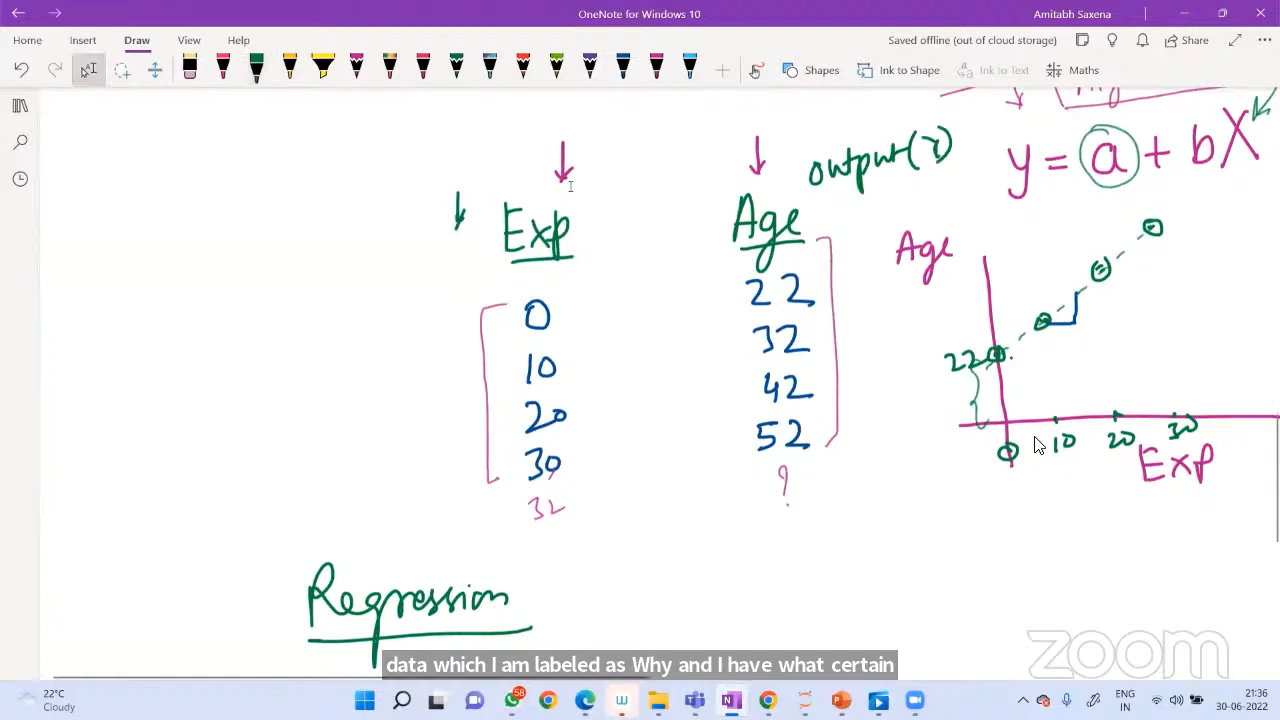 OneNote for Windows 10
Amitabh Saxena
Home Insert Draw View Help
Saved offline (out of cloud storage)
Share
Shapes
Ink to Shape
Ink to Text
Maths
y = a + bX
output(Y)
Exp Age
0 22
10 32
20 42
30 52
32 ?
Age
22
0 10 20 30
Exp
Regression
zoom
data which I am labeled as Why and I have what certain
22°C
Cloudy
58
ENG
IN
21:36
30-06-2022